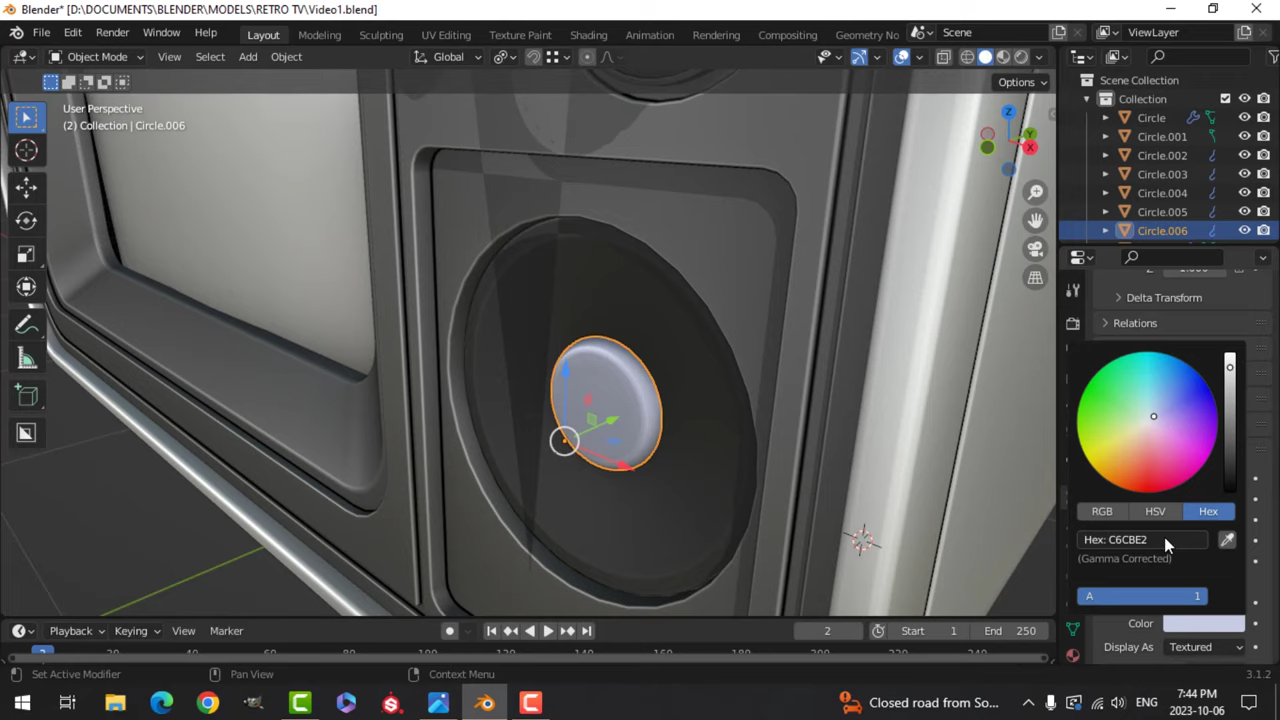 Blender* [D:\DOCUMENTS\BLENDER\MODELS\RETRO TV\Video1.blend]
File Edit Render Window Help Layout Modeling Sculpting UV Editing Texture Paint Shading Animation Rendering Compositing Geometry No Scene ViewLayer
Object Mode View Select Add Object Global
Options
User Perspective
(2) Collection | Circle.006
Z
Y
X
Scene Collection
Collection
Circle
Circle.001
Circle.002
Circle.003
Circle.004
Circle.005
Circle.006
Delta Transform
Relations
RGB HSV Hex
Hex: C6CBE2
(Gamma Corrected)
A 1
Color
Display As Textured
Playback Keying View Marker 2 Start 1 End 250
Set Active Modifier Pan View Context Menu 3.1.2
Closed road from So... ENG 7:44 PM
2023-10-06